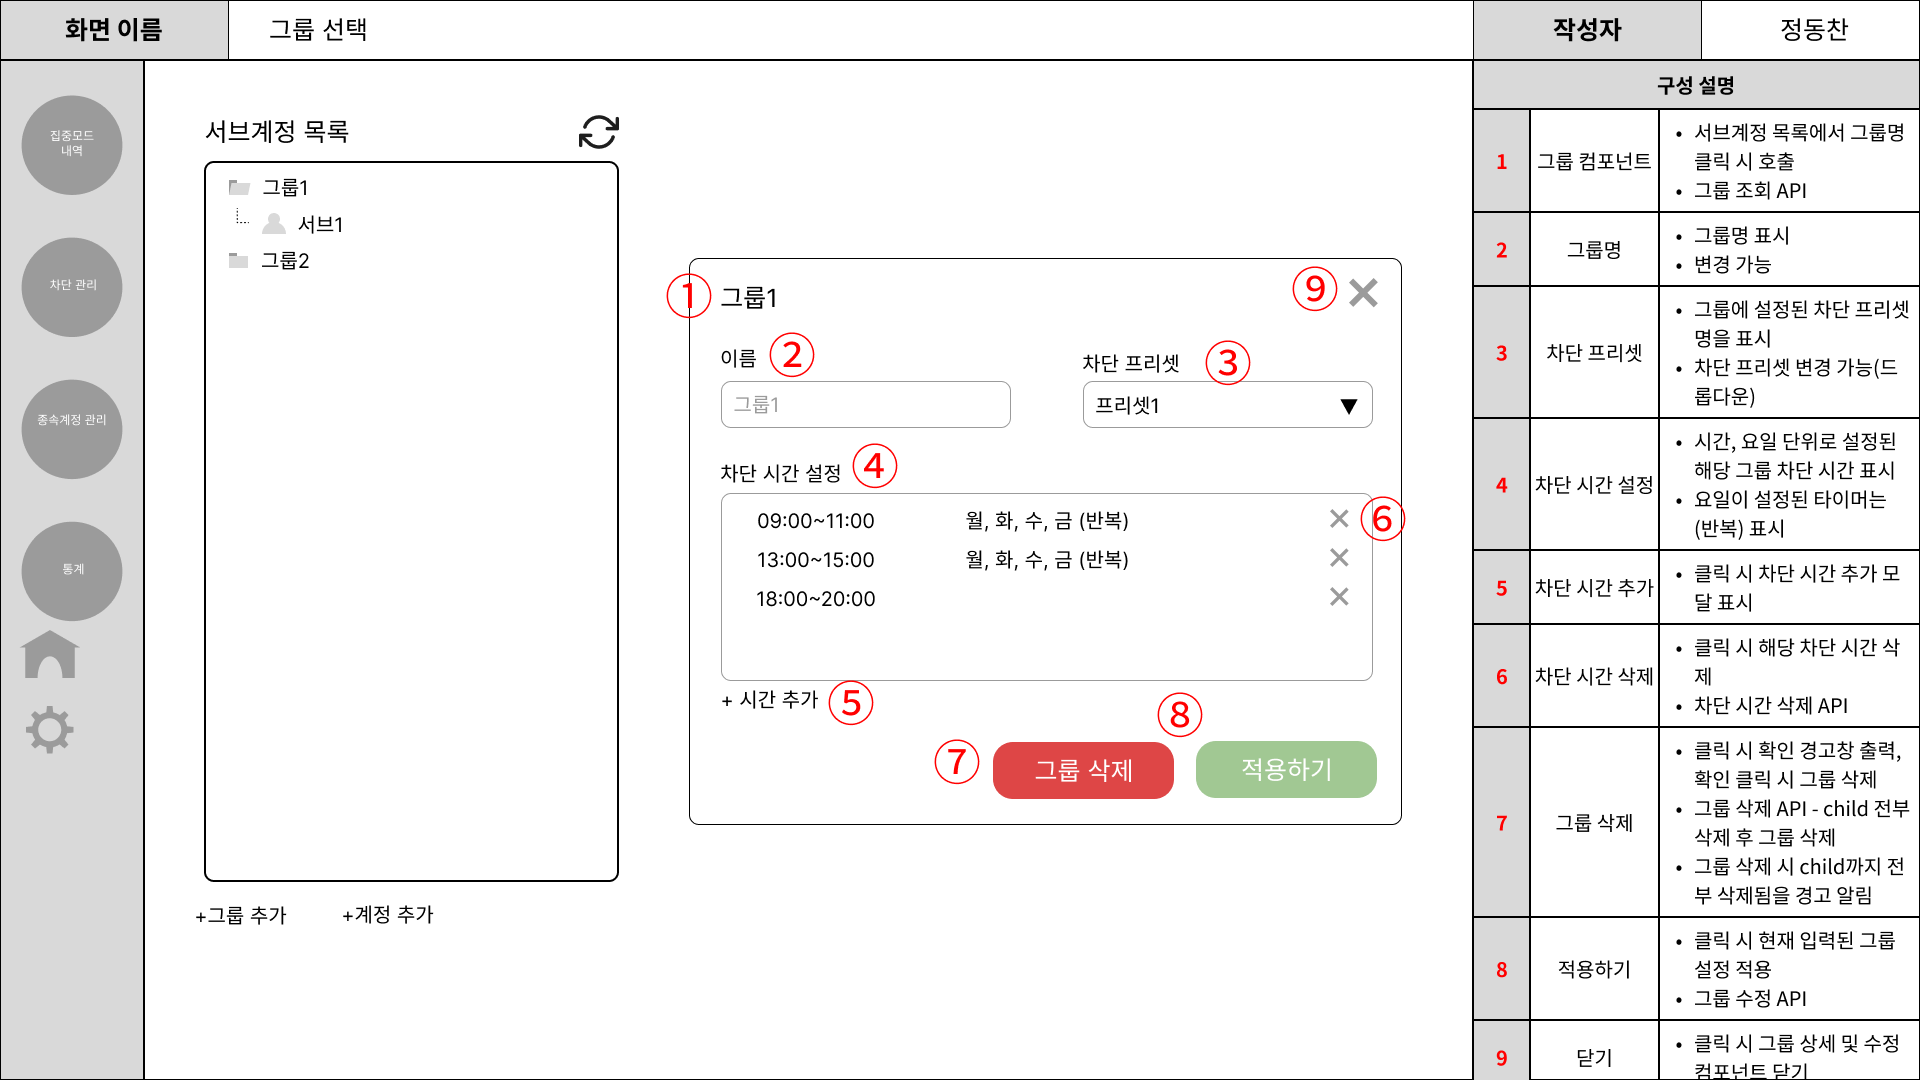 화면 이름
그룹 선택
작성자
정동찬
집중모드
내역
차단 관리
종속계정 관리
통계
서브계정 목록
그룹1
서브1
그룹2
+그룹 추가
+계정 추가
1
그룹1
9
이름
2
차단 프리셋
3
그룹1
프리셋1
차단 시간 설정
4
09:00~11:00
월, 화, 수, 금 (반복)
6
13:00~15:00
월, 화, 수, 금 (반복)
18:00~20:00
+ 시간 추가
5
8
7
그룹 삭제
적용하기
구성 설명
1
그룹 컴포넌트
• 서브계정 목록에서 그룹명
클릭 시 호출
• 그룹 조회 API
2
그룹명
• 그룹명 표시
• 변경 가능
3
차단 프리셋
• 그룹에 설정된 차단 프리셋
명을 표시
• 차단 프리셋 변경 가능(드
롭다운)
4
차단 시간 설정
• 시간, 요일 단위로 설정된
해당 그룹 차단 시간 표시
• 요일이 설정된 타이머는
(반복) 표시
5
차단 시간 추가
• 클릭 시 차단 시간 추가 모
달 표시
6
차단 시간 삭제
• 클릭 시 해당 차단 시간 삭
제
• 차단 시간 삭제 API
7
그룹 삭제
• 클릭 시 확인 경고창 출력,
확인 클릭 시 그룹 삭제
• 그룹 삭제 API - child 전부
삭제 후 그룹 삭제
• 그룹 삭제 시 child까지 전
부 삭제됨을 경고 알림
8
적용하기
• 클릭 시 현재 입력된 그룹
설정 적용
• 그룹 수정 API
9
닫기
• 클릭 시 그룹 상세 및 수정
컴포넌트 닫기